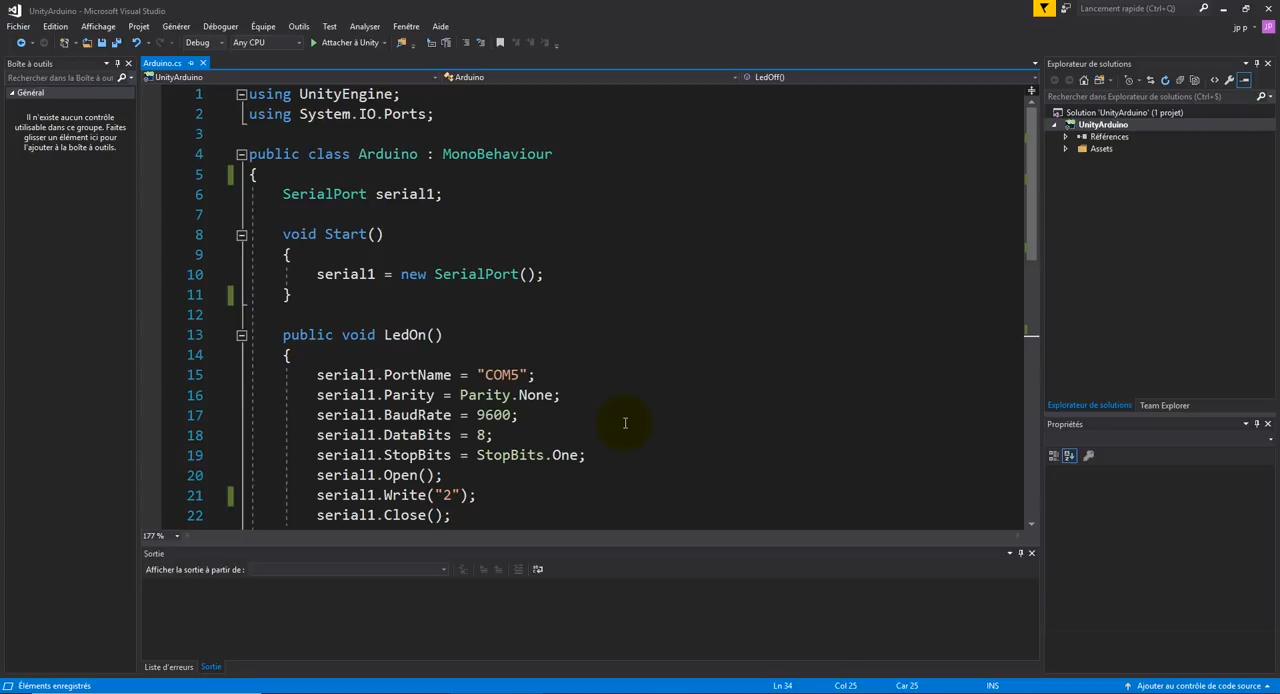 UnityArduino - Microsoft Visual Studio
Lancement rapide (Ctrl+Q)
Fichier Edition Affichage Projet Générer Déboguer Équipe Outils Test Analyser Fenêtre Aide
jp p JP
Debug Any CPU Attacher à Unity
Boîte à outils
Rechercher dans la Boîte à out
Général
Il n'existe aucun contrôle
utilisable dans ce groupe. Faites
glisser un élément ici pour
l'ajouter à la boîte à outils.
Arduino.cs
UnityArduino Arduino LedOff()
1 using UnityEngine;
2 using System.IO.Ports;
3
4 public class Arduino : MonoBehaviour
5 {
6 SerialPort serial1;
7
8 void Start()
9 {
10 serial1 = new SerialPort();
11 }
12
13 public void LedOn()
14 {
15 serial1.PortName = "COM5";
16 serial1.Parity = Parity.None;
17 serial1.BaudRate = 9600;
18 serial1.DataBits = 8;
19 serial1.StopBits = StopBits.One;
20 serial1.Open();
21 serial1.Write("2");
22 serial1.Close();
177 %
Sortie
Afficher la sortie à partir de :
Liste d'erreurs Sortie
Explorateur de solutions
Rechercher dans Explorateur de solutions (Ctrl+$)
Solution 'UnityArduino' (1 projet)
UnityArduino
Références
Assets
Explorateur de solutions Team Explorer
Propriétés
Éléments enregistrés Ln 34 Col 25 Car 25 INS Ajouter au contrôle de code source